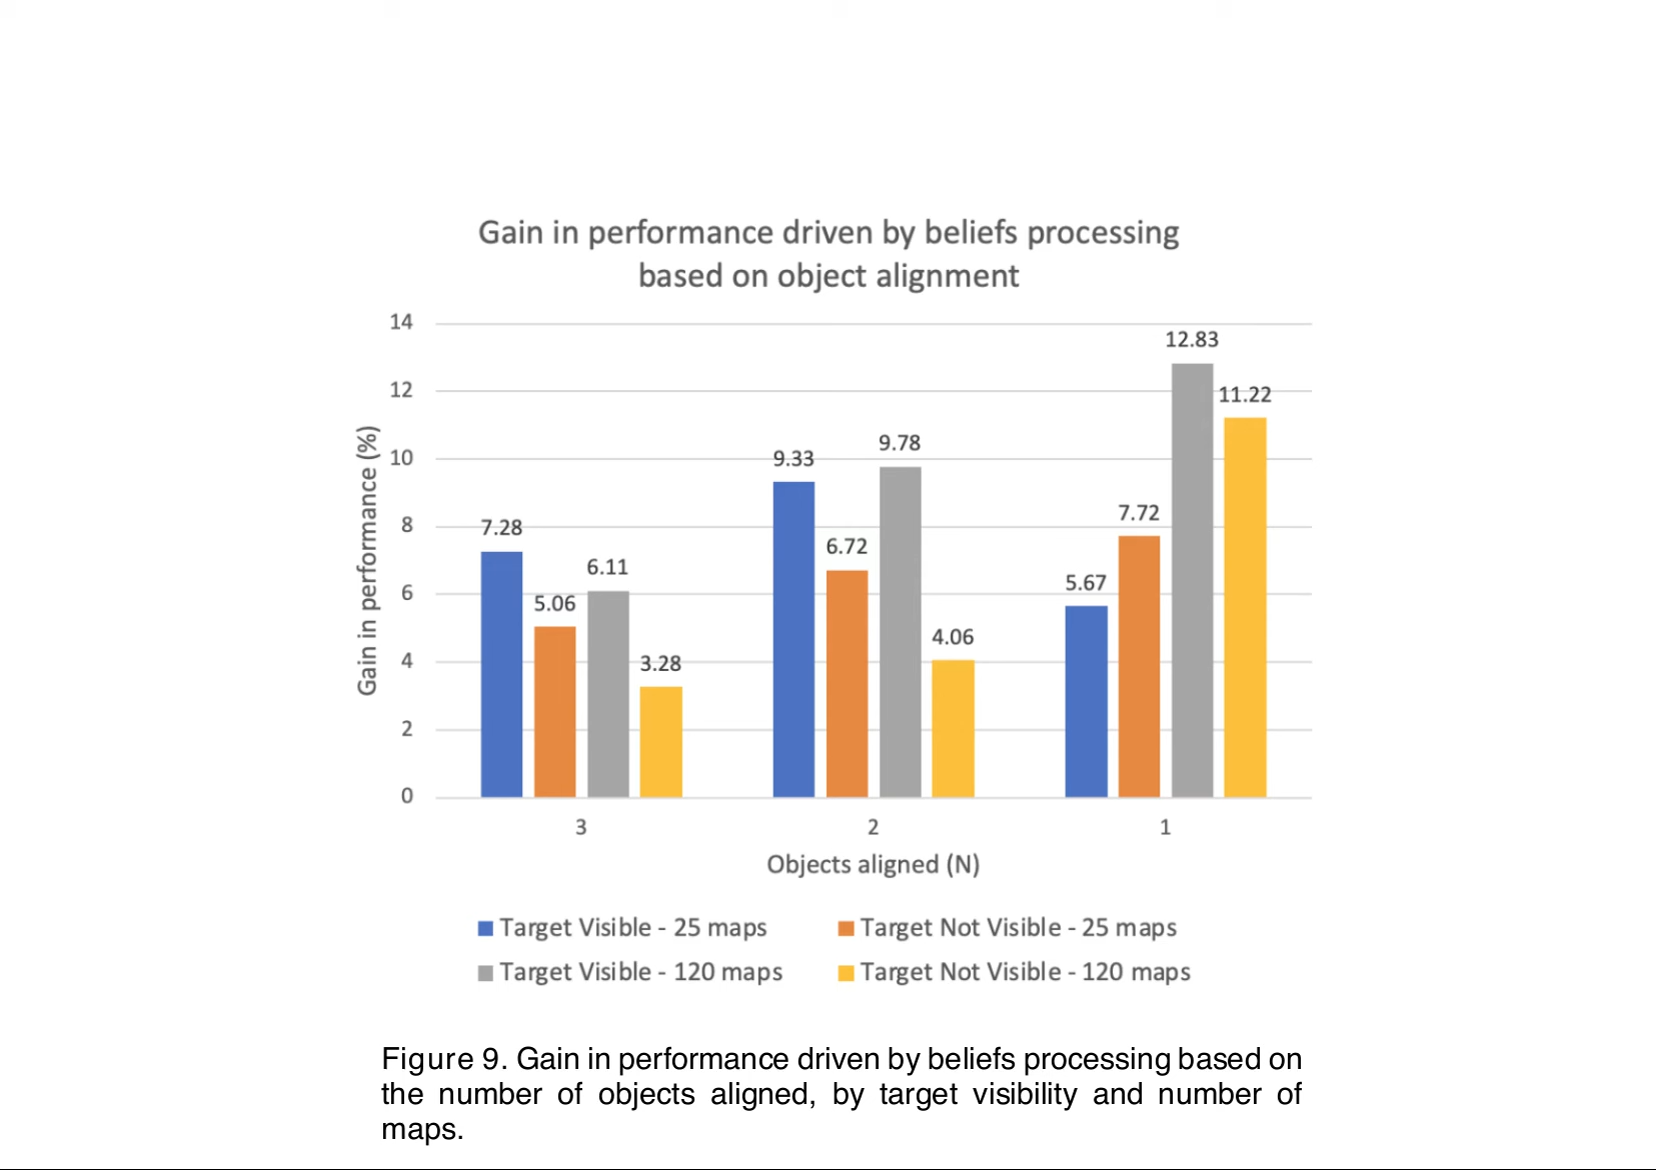 Gain in performance driven by beliefs processing
based on object alignment
14
12
10
8
6
4
2
0
Gain in performance (%)
7.28
5.06
6.11
3.28
9.33
6.72
9.78
4.06
5.67
7.72
12.83
11.22
3
2
1
Objects aligned (N)
Target Visible - 25 maps
Target Not Visible - 25 maps
Target Visible - 120 maps
Target Not Visible - 120 maps
Figure 9. Gain in performance driven by beliefs processing based on
the number of objects aligned, by target visibility and number of
maps.